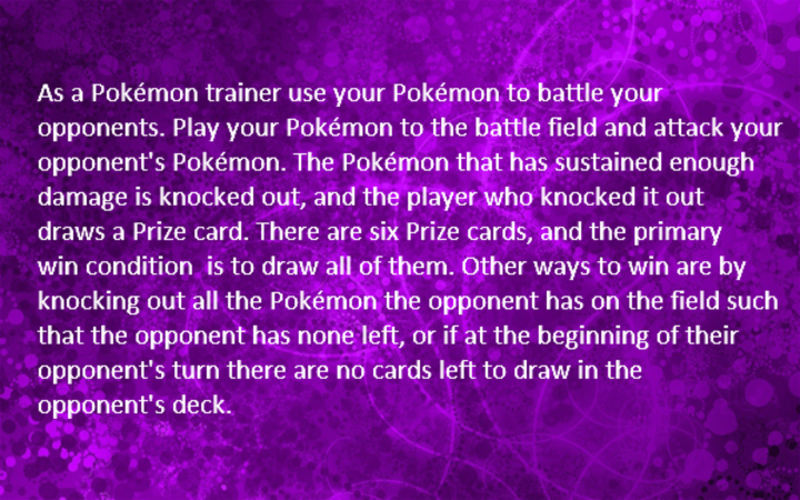 As a Pokémon trainer use your Pokémon to battle your
opponents. Play your Pokémon to the battle field and attack your
opponent's Pokémon. The Pokémon that has sustained enough
damage is knocked out, and the player who knocked it out
draws a Prize card. There are six Prize cards, and the primary
win condition  is to draw all of them. Other ways to win are by
knocking out all the Pokémon the opponent has on the field such
that the opponent has none left, or if at the beginning of their
opponent's turn there are no cards left to draw in the
opponent's deck.